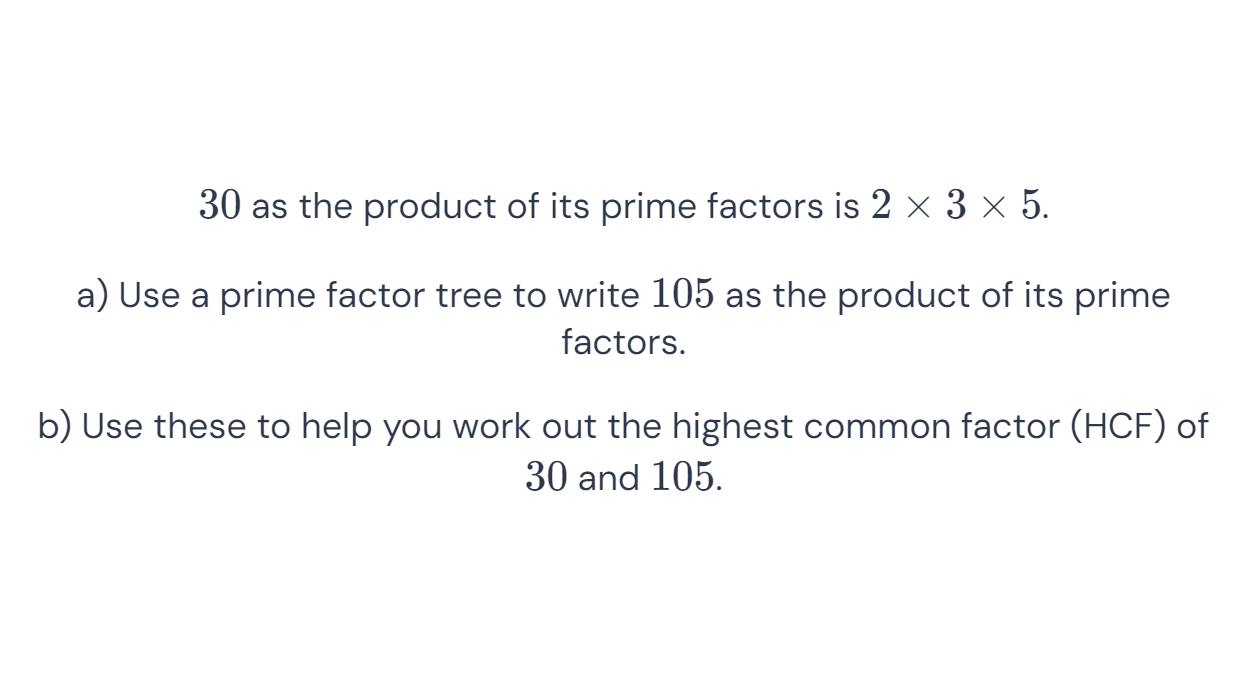 30 as the product of its prime factors is 2 × 3 × 5.
a) Use a prime factor tree to write 105 as the product of its prime
factors.
b) Use these to help you work out the highest common factor (HCF) of
30 and 105.